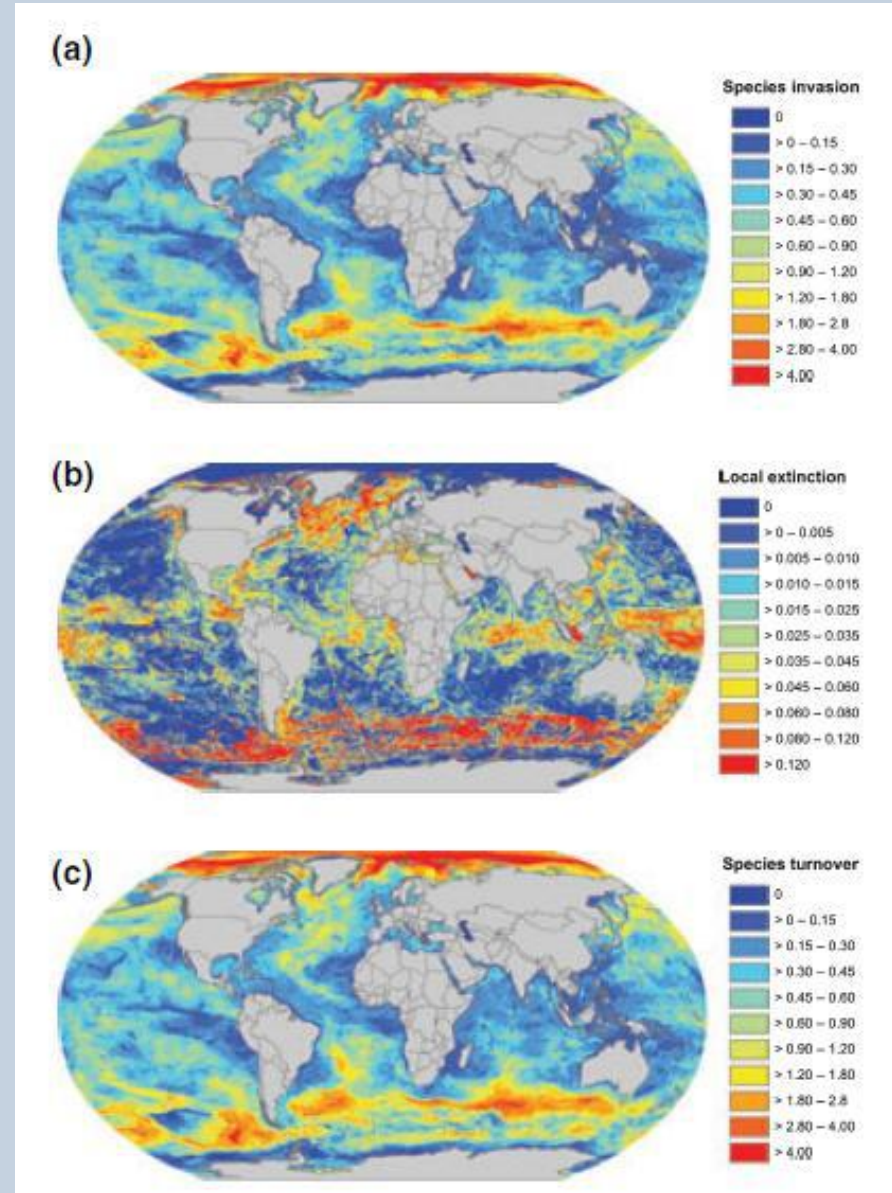 (a)
Species invasion
0
> 0 – 0.15
> 0.15 – 0.30
> 0.30 – 0.45
> 0.45 – 0.60
> 0.60 – 0.90
> 0.90 – 1.20
> 1.20 – 1.80
> 1.80 – 2.8
> 2.80 – 4.00
> 4.00
(b)
Local extinction
0
> 0 – 0.005
> 0.005 – 0.010
> 0.010 – 0.015
> 0.015 – 0.025
> 0.025 – 0.035
> 0.035 – 0.045
> 0.045 – 0.060
> 0.060 – 0.080
> 0.080 – 0.120
> 0.120
(c)
Species turnover
0
> 0 – 0.15
> 0.15 – 0.30
> 0.30 – 0.45
> 0.45 – 0.60
> 0.60 – 0.90
> 0.90 – 1.20
> 1.20 – 1.80
> 1.80 – 2.8
> 2.80 – 4.00
> 4.00